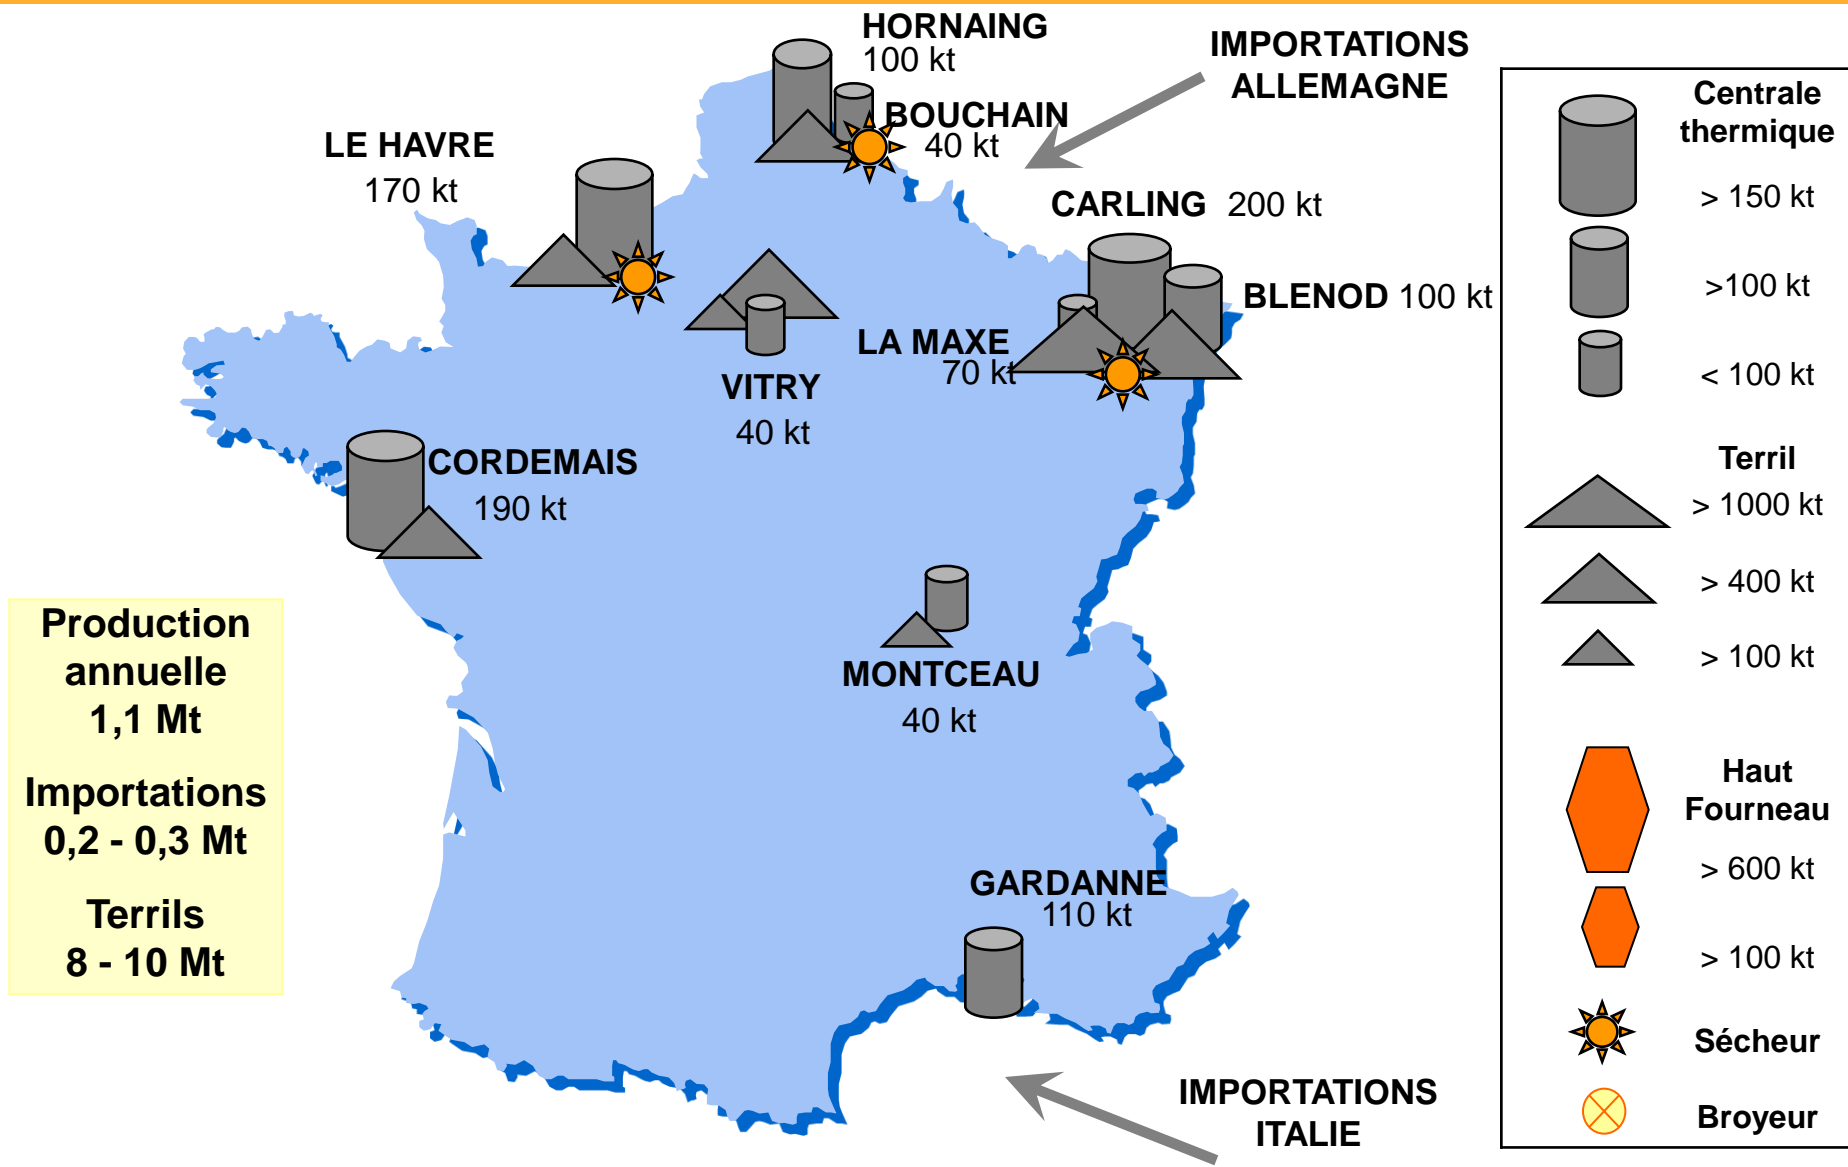 HORNAING
100 kt
IMPORTATIONS
ALLEMAGNE
BOUCHAIN
40 kt
LE HAVRE
170 kt
CARLING 200 kt
BLENOD 100 kt
LA MAXE
70 kt
VITRY
40 kt
CORDEMAIS
190 kt
MONTCEAU
40 kt
GARDANNE
110 kt
IMPORTATIONS
ITALIE
Production
annuelle
1,1 Mt
Importations
0,2 - 0,3 Mt
Terrils
8 - 10 Mt
Centrale
thermique
> 150 kt
>100 kt
< 100 kt
Terril
> 1000 kt
> 400 kt
> 100 kt
Haut
Fourneau
> 600 kt
> 100 kt
Sécheur
Broyeur